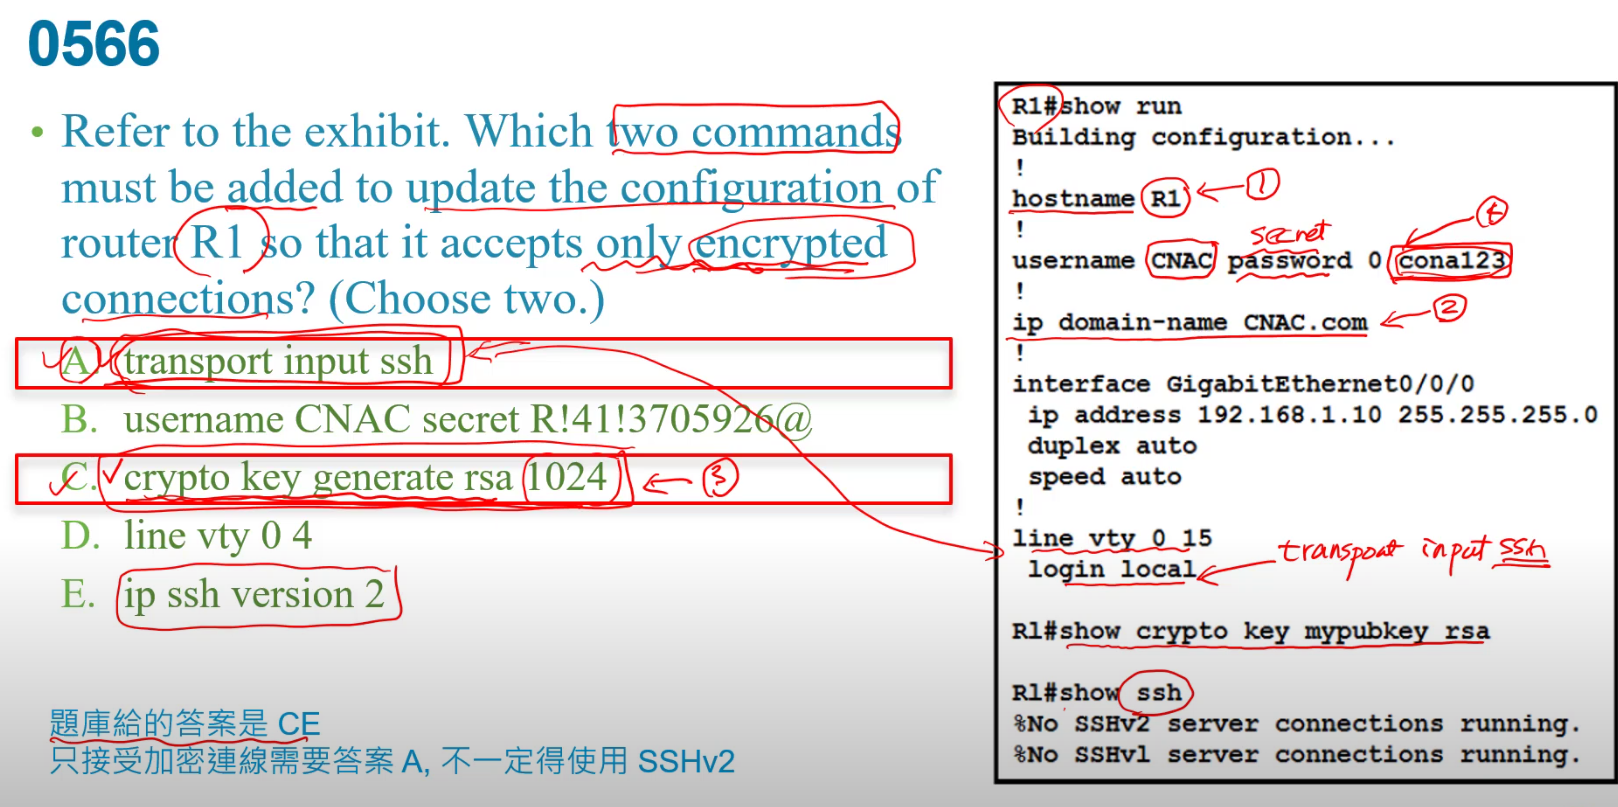 0566
• Refer to the exhibit. Which two commands
must be added to update the configuration of
router R1 so that it accepts only encrypted
connections? (Choose two.)
A. transport input ssh
B. username CNAC secret R!41!3705926@
C. crypto key generate rsa 1024
③
D. line vty 0 4
E. ip ssh version 2
題庫給的答案是 CE
只接受加密連線需要答案 A, 不一定得使用 SSHv2
R1#show run
Building configuration...
!
hostname R1
①
!
secret
④
username CNAC password 0 cona123
!
ip domain-name CNAC.com
②
!
interface GigabitEthernet0/0/0
ip address 192.168.1.10 255.255.255.0
duplex auto
speed auto
!
line vty 0 15
login local
transport input ssh
R1#show crypto key mypubkey rsa
R1#show ssh
%No SSHv2 server connections running.
%No SSHv1 server connections running.